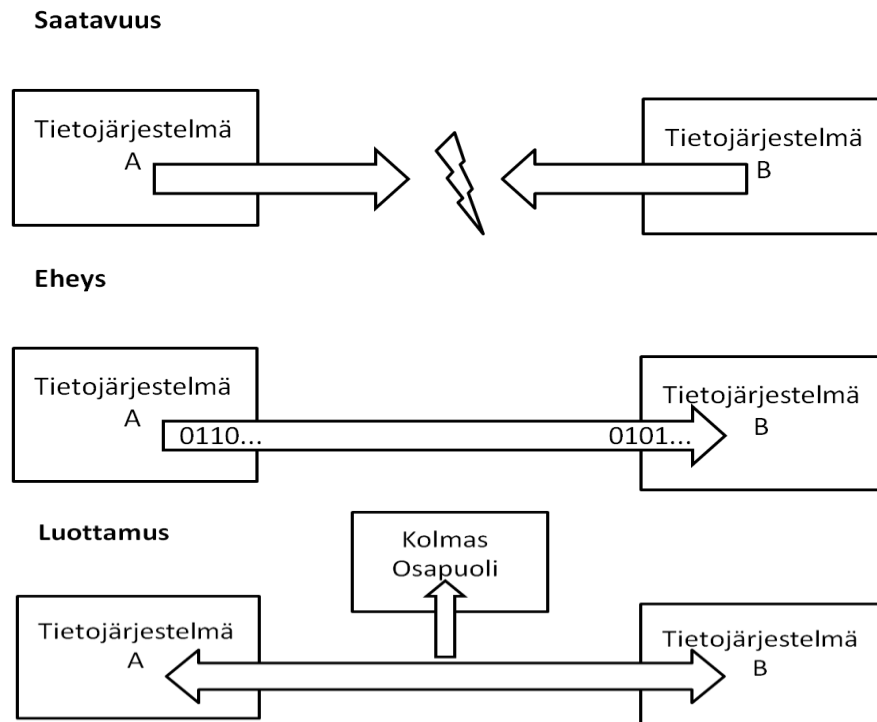 Saatavuus
Tietojärjestelmä
A
Tietojärjestelmä
B
Eheys
Tietojärjestelmä
A
Tietojärjestelmä
B
0110...
0101...
Luottamus
Kolmas
Osapuoli
Tietojärjestelmä
A
Tietojärjestelmä
B